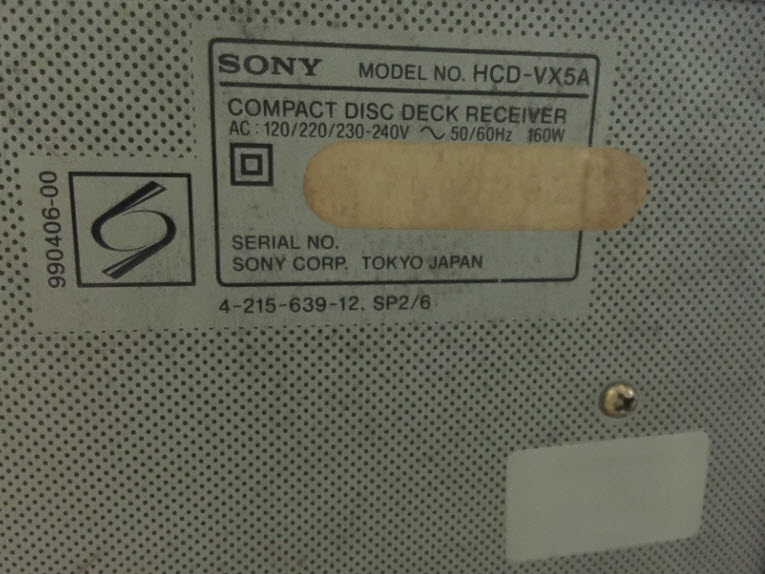 SONY MODEL NO. HCD-VX5A
COMPACT DISC DECK RECEIVER
AC : 120/220/230-240V ～ 50/60Hz 160W
SERIAL NO.
SONY CORP. TOKYO JAPAN
4-215-639-12. SP2/6
990406-00